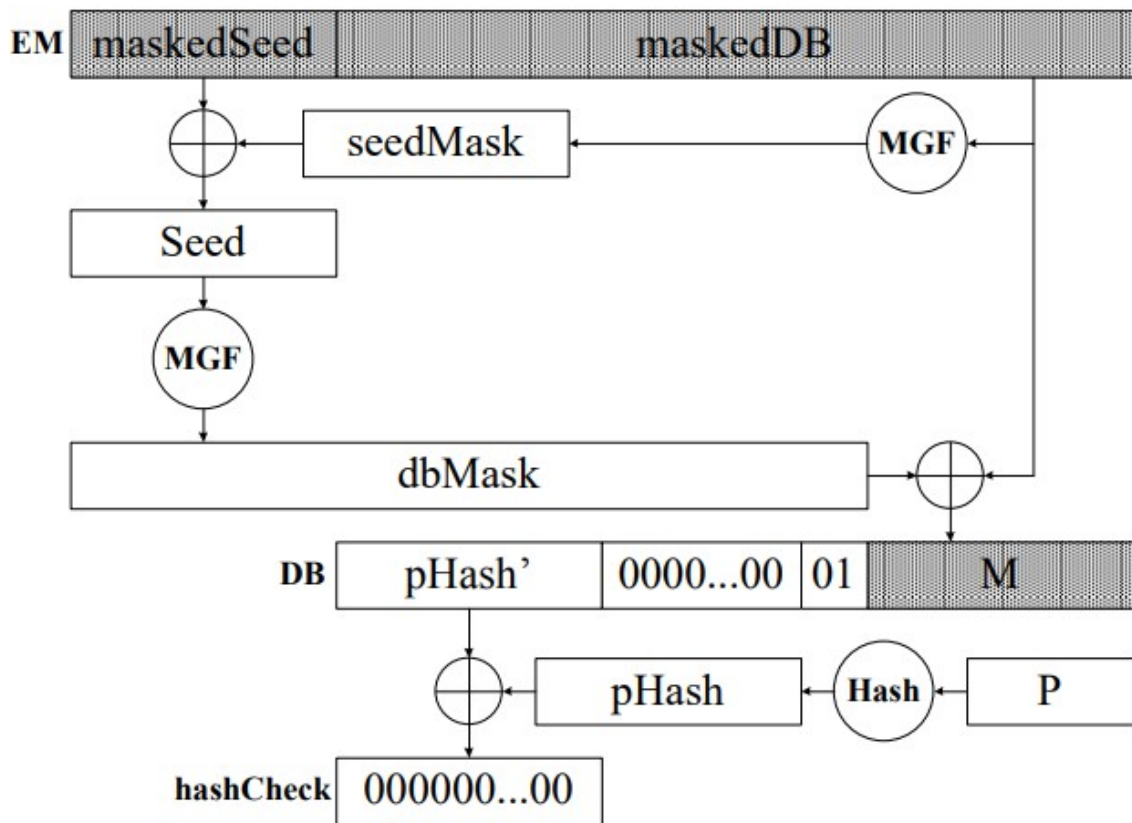 EM maskedSeed maskedDB
seedMask MGF
Seed
MGF
dbMask
DB pHash’ 0000...00 01 M
pHash Hash P
hashCheck 000000...00